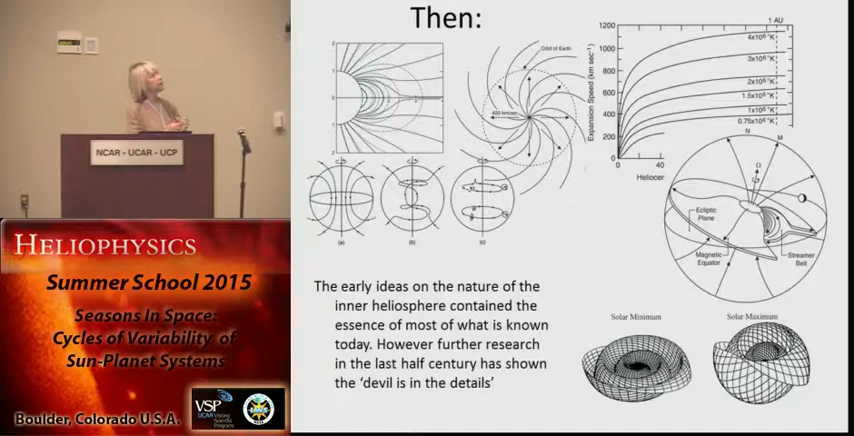 Then:
NCAR - UCAR - UCP
HELIOPHYSICS
Summer School 2015
Seasons In Space:
Cycles of Variability of
Sun-Planet Systems
VSP
UCAR Visiting
Scientist
Programs
Boulder, Colorado U.S.A.
Orbit of Earth
400 km/sec
(a)
(b)
(c)
1 AU
1200
1000
800
600
400
200
0
Expansion Speed (km sec⁻¹)
4x10⁶ °K
3x10⁶ °K
2x10⁶ °K
1.5x10⁶ °K
1x10⁶ °K
0.75x10⁶ °K
0
40
Heliocer
N
M
Ω
Ecliptic
Plane
Magnetic
Equator
Streamer
Belt
The early ideas on the nature of the
inner heliosphere contained the
essence of most of what is known
today. However further research
in the last half century has shown
the ‘devil is in the details’
Solar Minimum
Solar Maximum